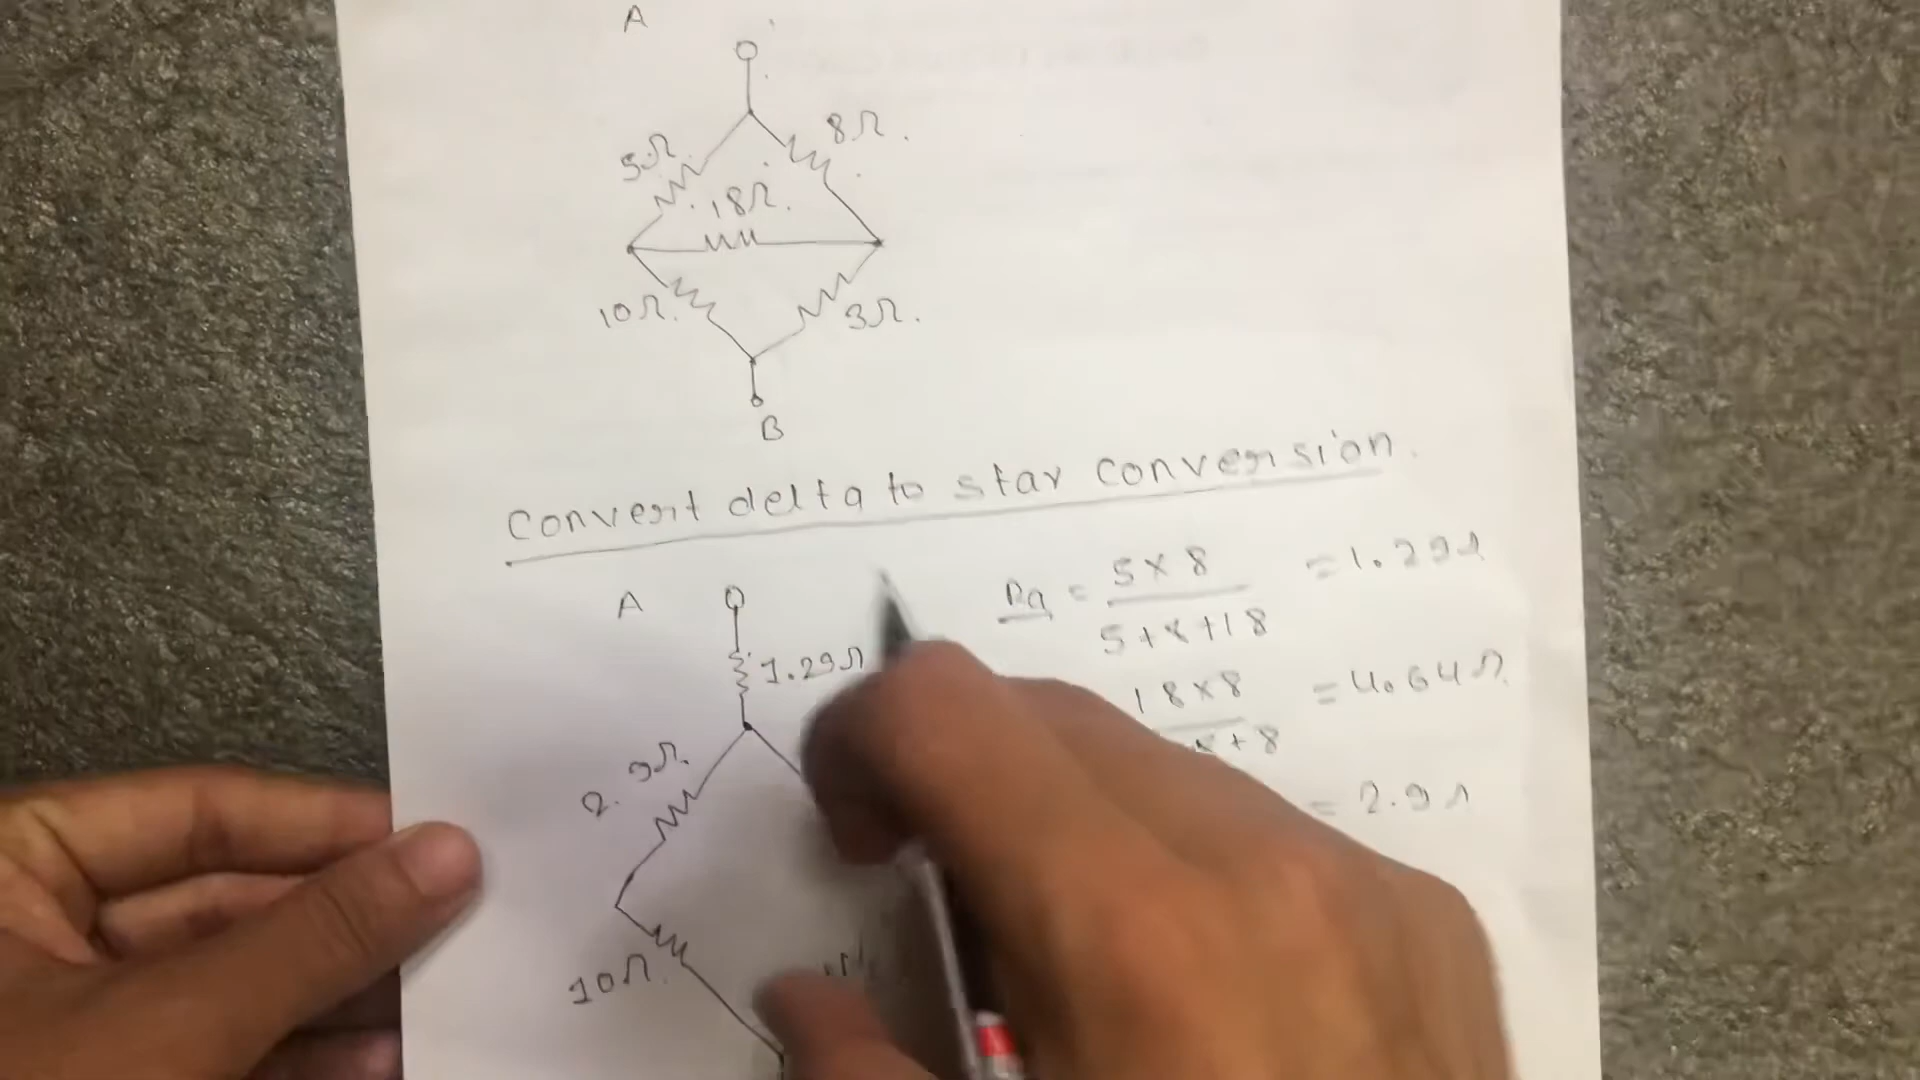 A
5Ω
8Ω.
18Ω.
10Ω.
3Ω.
B
Convert delta to star conversion.
A
1.29Ω
2.9Ω.
10Ω.
Ra = 5×8 / 5+8+18 = 1.29Ω
18×8
= 4.64Ω
+8
= 2.9Ω